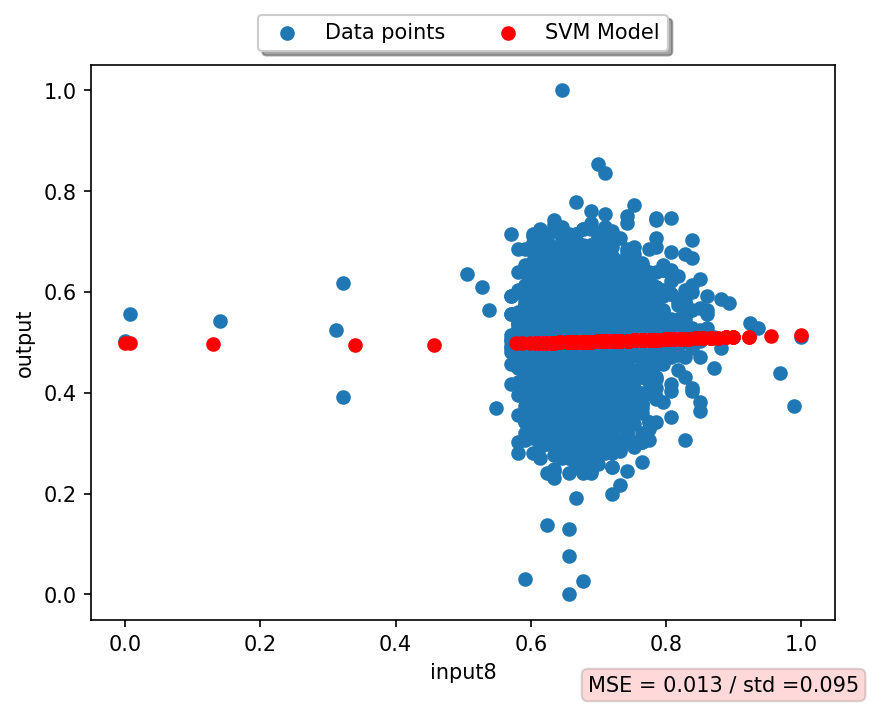 Data points
SVM Model
1.0
0.8
0.6
0.4
0.2
0.0
output
0.0 0.2 0.4 0.6 0.8 1.0
input8
MSE = 0.013 / std =0.095